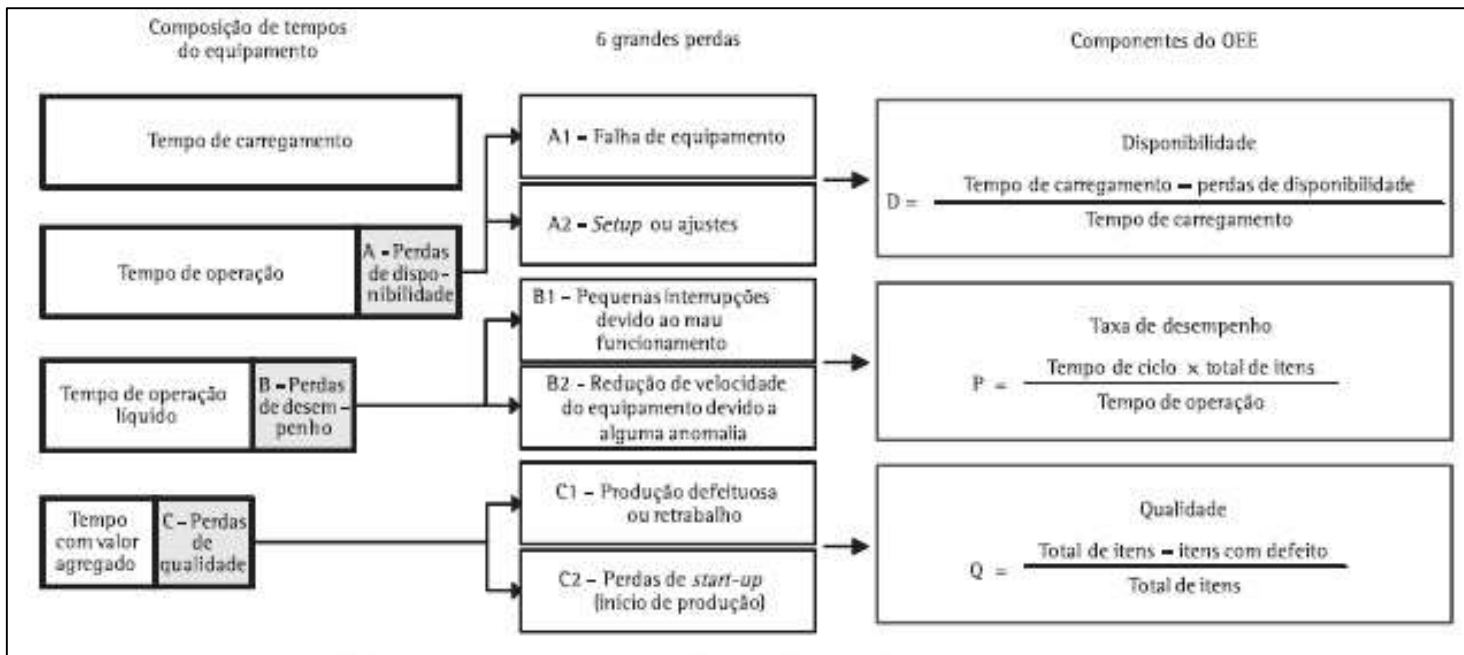 Composição de tempos
do equipamento
6 grandes perdas
Componentes do OEE
Tempo de carregamento
Tempo de operação
A – Perdas
de dispo-
nibilidade
Tempo de operação
líquido
B – Perdas
de desem-
penho
Tempo
com valor
agregado
C – Perdas
de
qualidade
A1 – Falha de equipamento
A2 – Setup ou ajustes
B1 – Pequenas interrupções
devido ao mau
funcionamento
B2 - Redução de velocidade
do equipamento devido a
alguma anomalia
C1 – Produção defeituosa
ou retrabalho
C2 – Perdas de start-up
(início de produção)
Disponibilidade
D = Tempo de carregamento – perdas de disponibilidade
Tempo de carregamento
Taxa de desempenho
P = Tempo de ciclo x total de itens
Tempo de operação
Qualidade
Q = Total de itens – itens com defeito
Total de itens